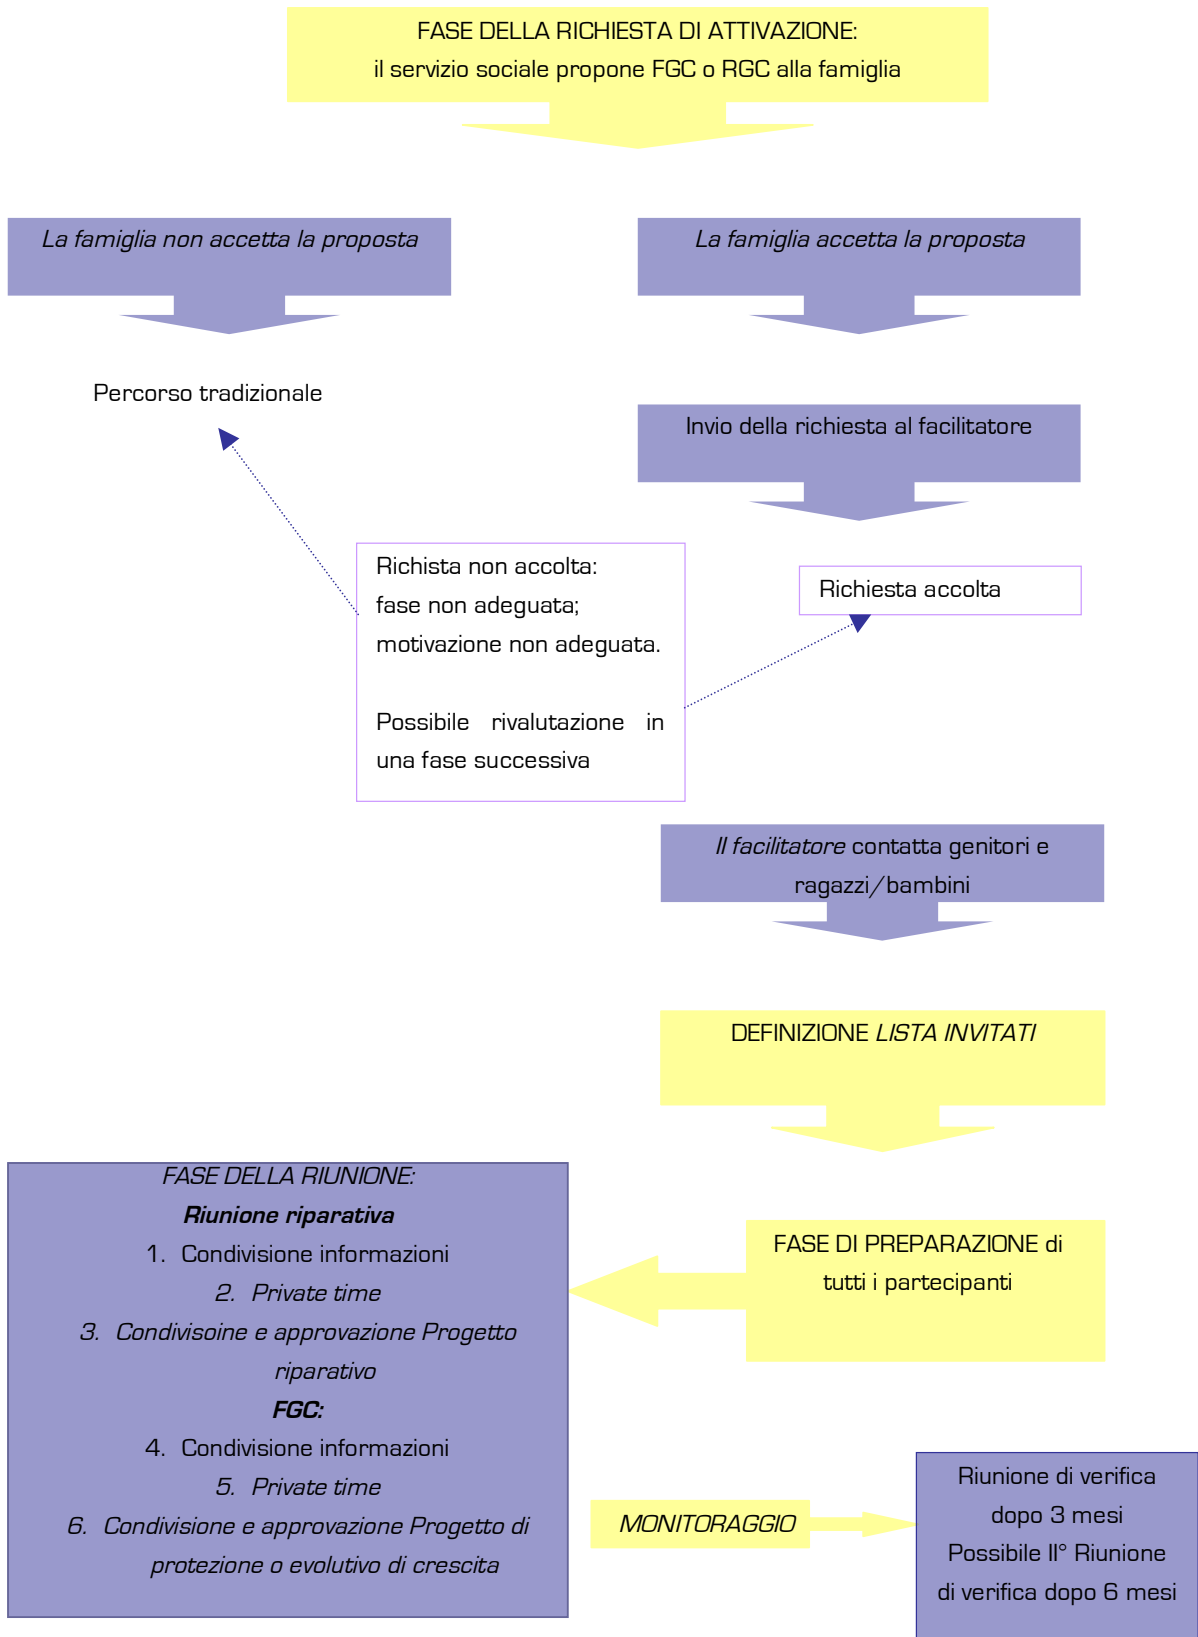 FASE DELLA RICHIESTA DI ATTIVAZIONE:
il servizio sociale propone FGC o RGC alla famiglia
La famiglia non accetta la proposta
La famiglia accetta la proposta
Percorso tradizionale
Invio della richiesta al facilitatore
Richista non accolta:
fase non adeguata;
motivazione non adeguata.
Possibile rivalutazione in
una fase successiva
Richiesta accolta
Il facilitatore contatta genitori e
ragazzi/bambini
DEFINIZIONE LISTA INVITATI
FASE DI PREPARAZIONE di
tutti i partecipanti
FASE DELLA RIUNIONE:
Riunione riparativa
1. Condivisione informazioni
2. Private time
3. Condivisoine e approvazione Progetto
riparativo
FGC:
4. Condivisione informazioni
5. Private time
6. Condivisione e approvazione Progetto di
protezione o evolutivo di crescita
MONITORAGGIO
Riunione di verifica
dopo 3 mesi
Possibile II° Riunione
di verifica dopo 6 mesi